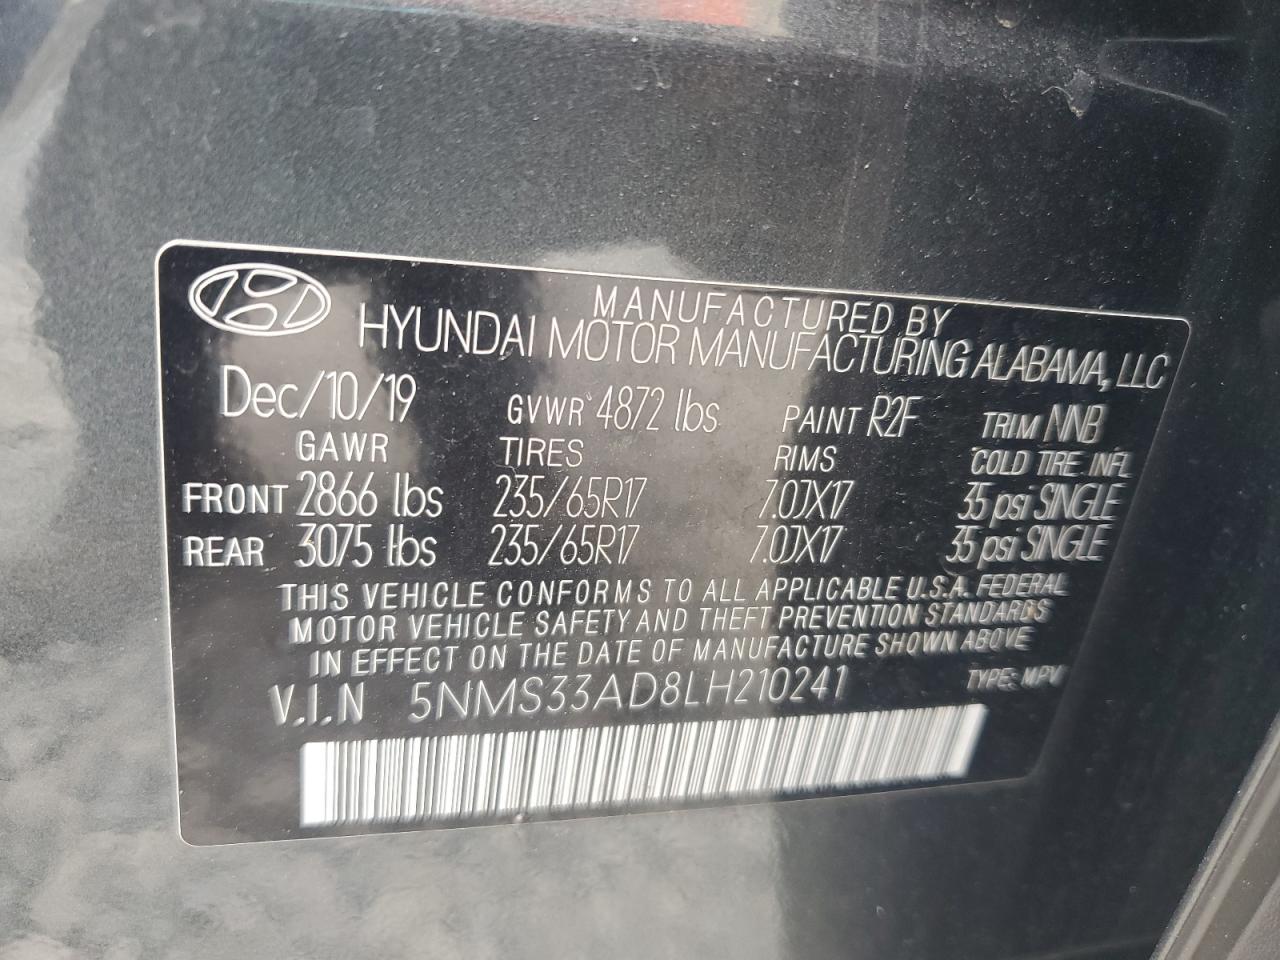 MANUFACTURED BY
HYUNDAI MOTOR MANUFACTURING ALABAMA, LLC
Dec/10/19 GVWR 4872 lbs PAINT R2F TRIM NNB
GAWR TIRES RIMS COLD TIRE INFL
FRONT 2866 lbs 235/65R17 7.0JX17 35 psi SINGLE
REAR 3075 lbs 235/65R17 7.0JX17 35 psi SINGLE
THIS VEHICLE CONFORMS TO ALL APPLICABLE U.S.A. FEDERAL
MOTOR VEHICLE SAFETY AND THEFT PREVENTION STANDARDS
IN EFFECT ON THE DATE OF MANUFACTURE SHOWN ABOVE
V.I.N 5NMS33AD8LH210241 TYPE: MPV